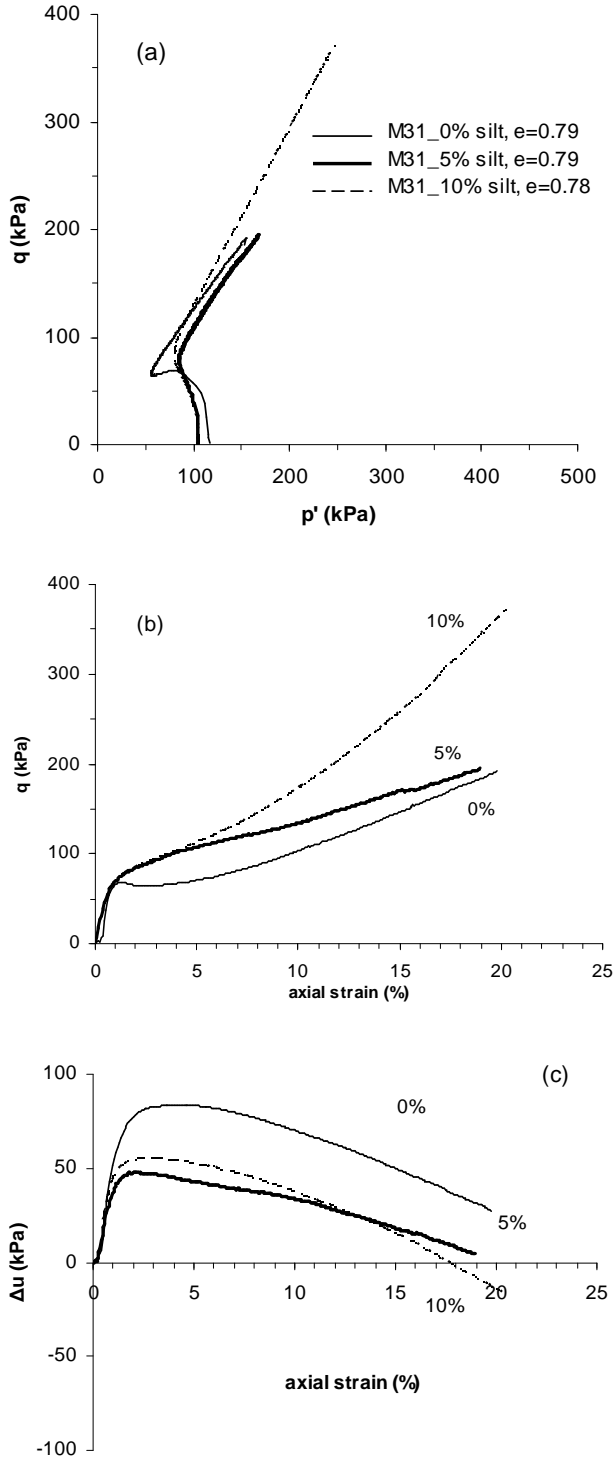 (a)
400
300
200
100
0
q (kPa)
M31_0% silt, e=0.79
M31_5% silt, e=0.79
M31_10% silt, e=0.78
0 100 200 300 400 500
p' (kPa)
(b)
400
300
200
100
0
q (kPa)
10%
5%
0%
0 5 10 15 20 25
axial strain (%)
(c)
100
50
0
-50
-100
Δu (kPa)
0%
5%
10%
0 5 10 15 20 25
axial strain (%)